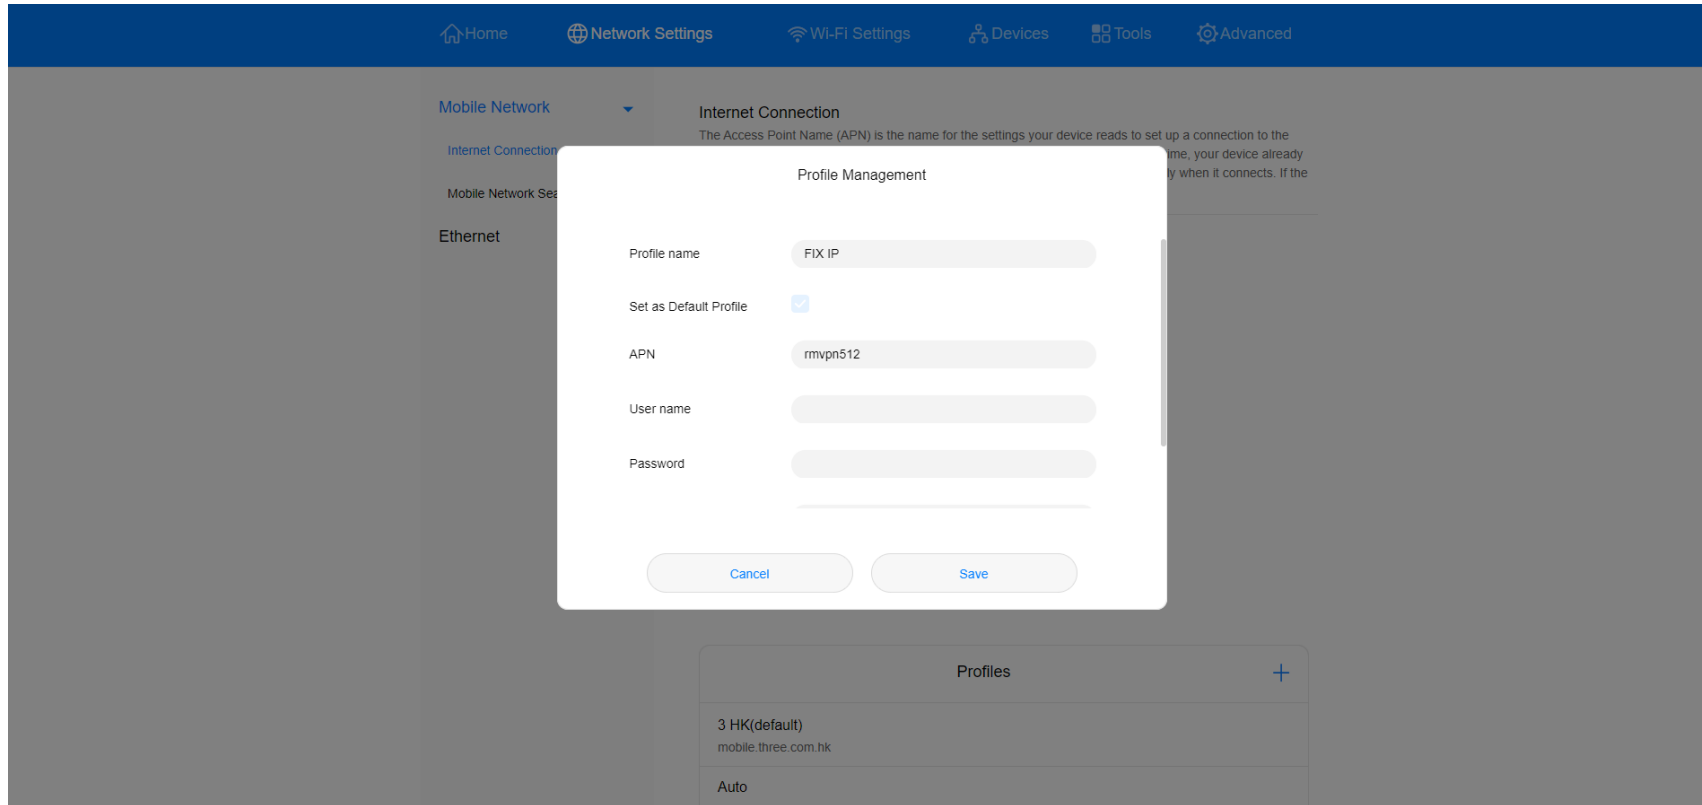 Home
Network Settings
Wi-Fi Settings
Devices
Tools
Advanced
Mobile Network
Internet Connection
Mobile Network Sea
Ethernet
Internet Connection
The Access Point Name (APN) is the name for the settings your device reads to set up a connection to the
ime, your device already
ly when it connects. If the
Profile Management
Profile name
FIX IP
Set as Default Profile
APN
rmvpn512
User name
Password
Cancel
Save
Profiles
3 HK(default)
mobile.three.com.hk
Auto